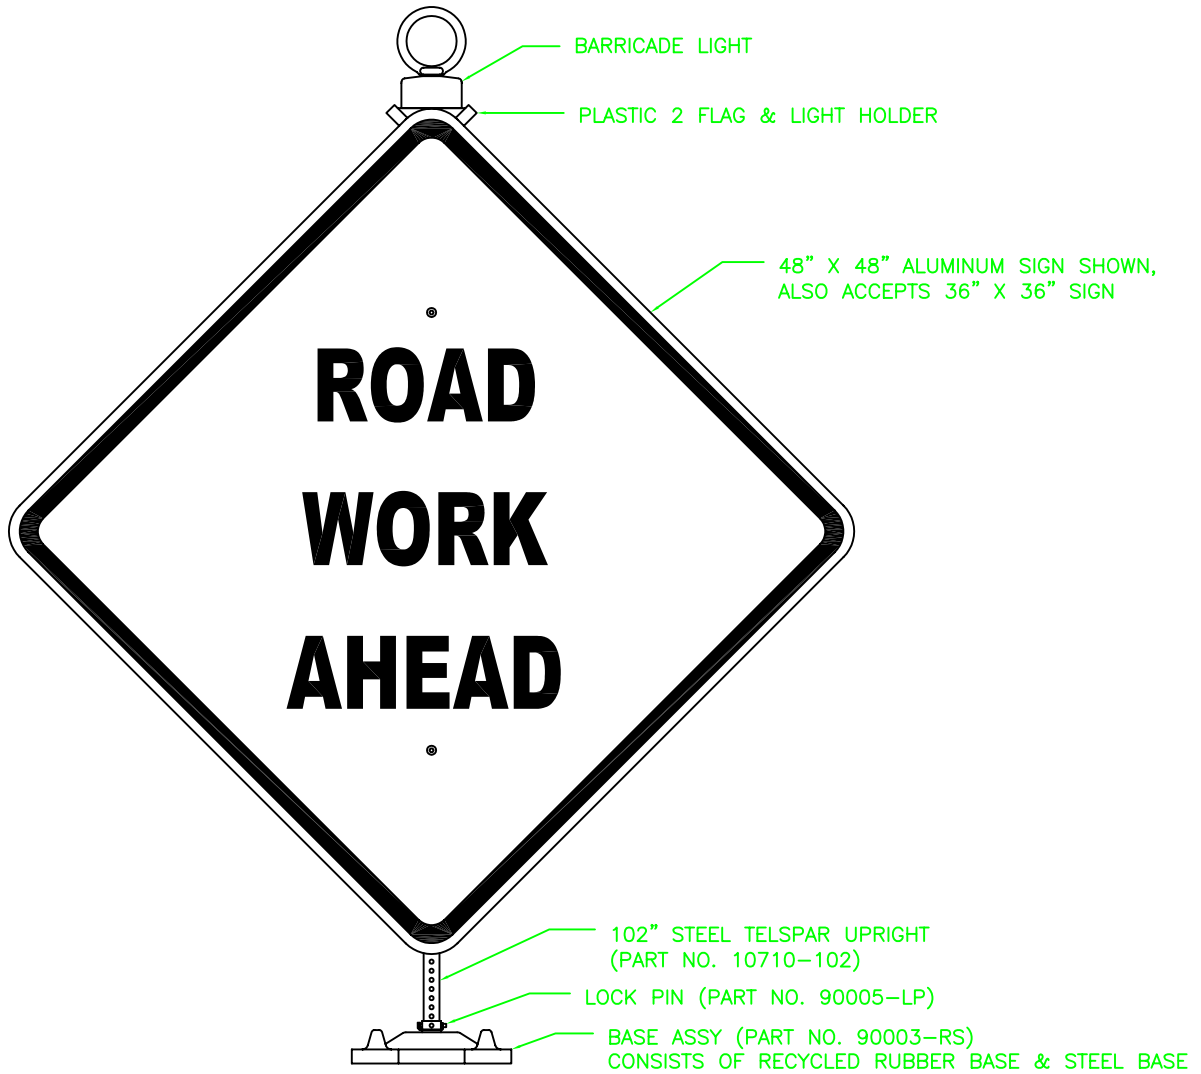 BARRICADE LIGHT
PLASTIC 2 FLAG & LIGHT HOLDER
48” X 48” ALUMINUM SIGN SHOWN,
ALSO ACCEPTS 36” X 36” SIGN
ROAD
WORK
AHEAD
102” STEEL TELSPAR UPRIGHT
(PART NO. 10710-102)
LOCK PIN (PART NO. 90005-LP)
BASE ASSY (PART NO. 90003-RS)
CONSISTS OF RECYCLED RUBBER BASE & STEEL BASE